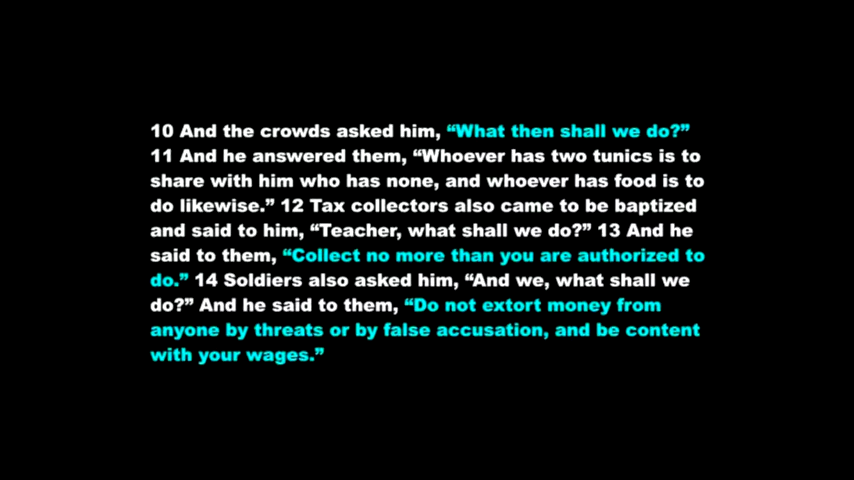 10 And the crowds asked him, “What then shall we do?”
11 And he answered them, “Whoever has two tunics is to
share with him who has none, and whoever has food is to
do likewise.” 12 Tax collectors also came to be baptized
and said to him, “Teacher, what shall we do?” 13 And he
said to them, “Collect no more than you are authorized to
do.” 14 Soldiers also asked him, “And we, what shall we
do?” And he said to them, “Do not extort money from
anyone by threats or by false accusation, and be content
with your wages.”